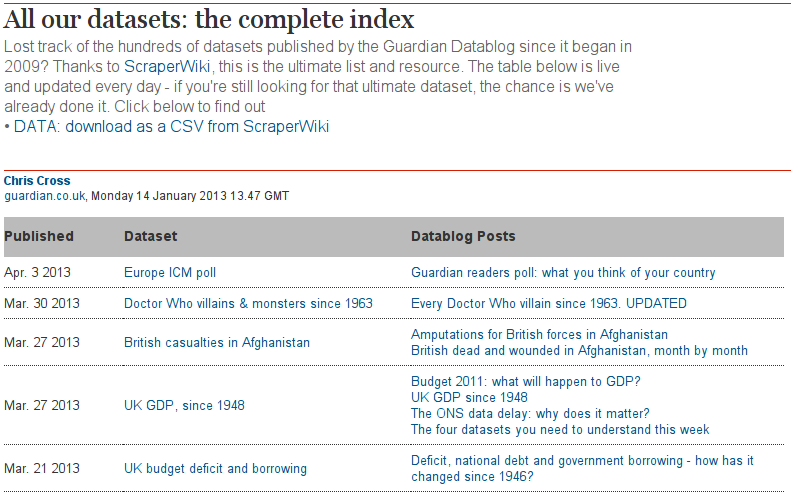 All our datasets: the complete index
Lost track of the hundreds of datasets published by the Guardian Datablog since it began in
2009? Thanks to ScraperWiki, this is the ultimate list and resource. The table below is live
and updated every day - if you're still looking for that ultimate dataset, the chance is we've
already done it. Click below to find out
• DATA: download as a CSV from ScraperWiki
Chris Cross
guardian.co.uk, Monday 14 January 2013 13.47 GMT
Published Dataset Datablog Posts
Apr. 3 2013 Europe ICM poll Guardian readers poll: what you think of your country
Mar. 30 2013 Doctor Who villains & monsters since 1963 Every Doctor Who villain since 1963. UPDATED
Mar. 27 2013 British casualties in Afghanistan Amputations for British forces in Afghanistan
British dead and wounded in Afghanistan, month by month
Mar. 27 2013 UK GDP, since 1948 Budget 2011: what will happen to GDP?
UK GDP since 1948
The ONS data delay: why does it matter?
The four datasets you need to understand this week
Mar. 21 2013 UK budget deficit and borrowing Deficit, national debt and government borrowing - how has it
changed since 1946?